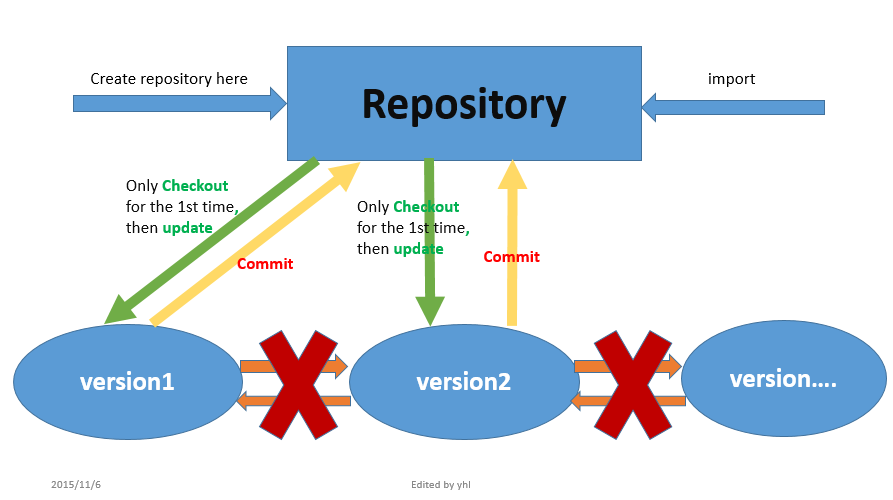 Create repository here
Repository
import
Only Checkout
for the 1st time,
then update
Commit
Only Checkout
for the 1st time,
then update
Commit
version1
version2
version....
2015/11/6
Edited by yhl